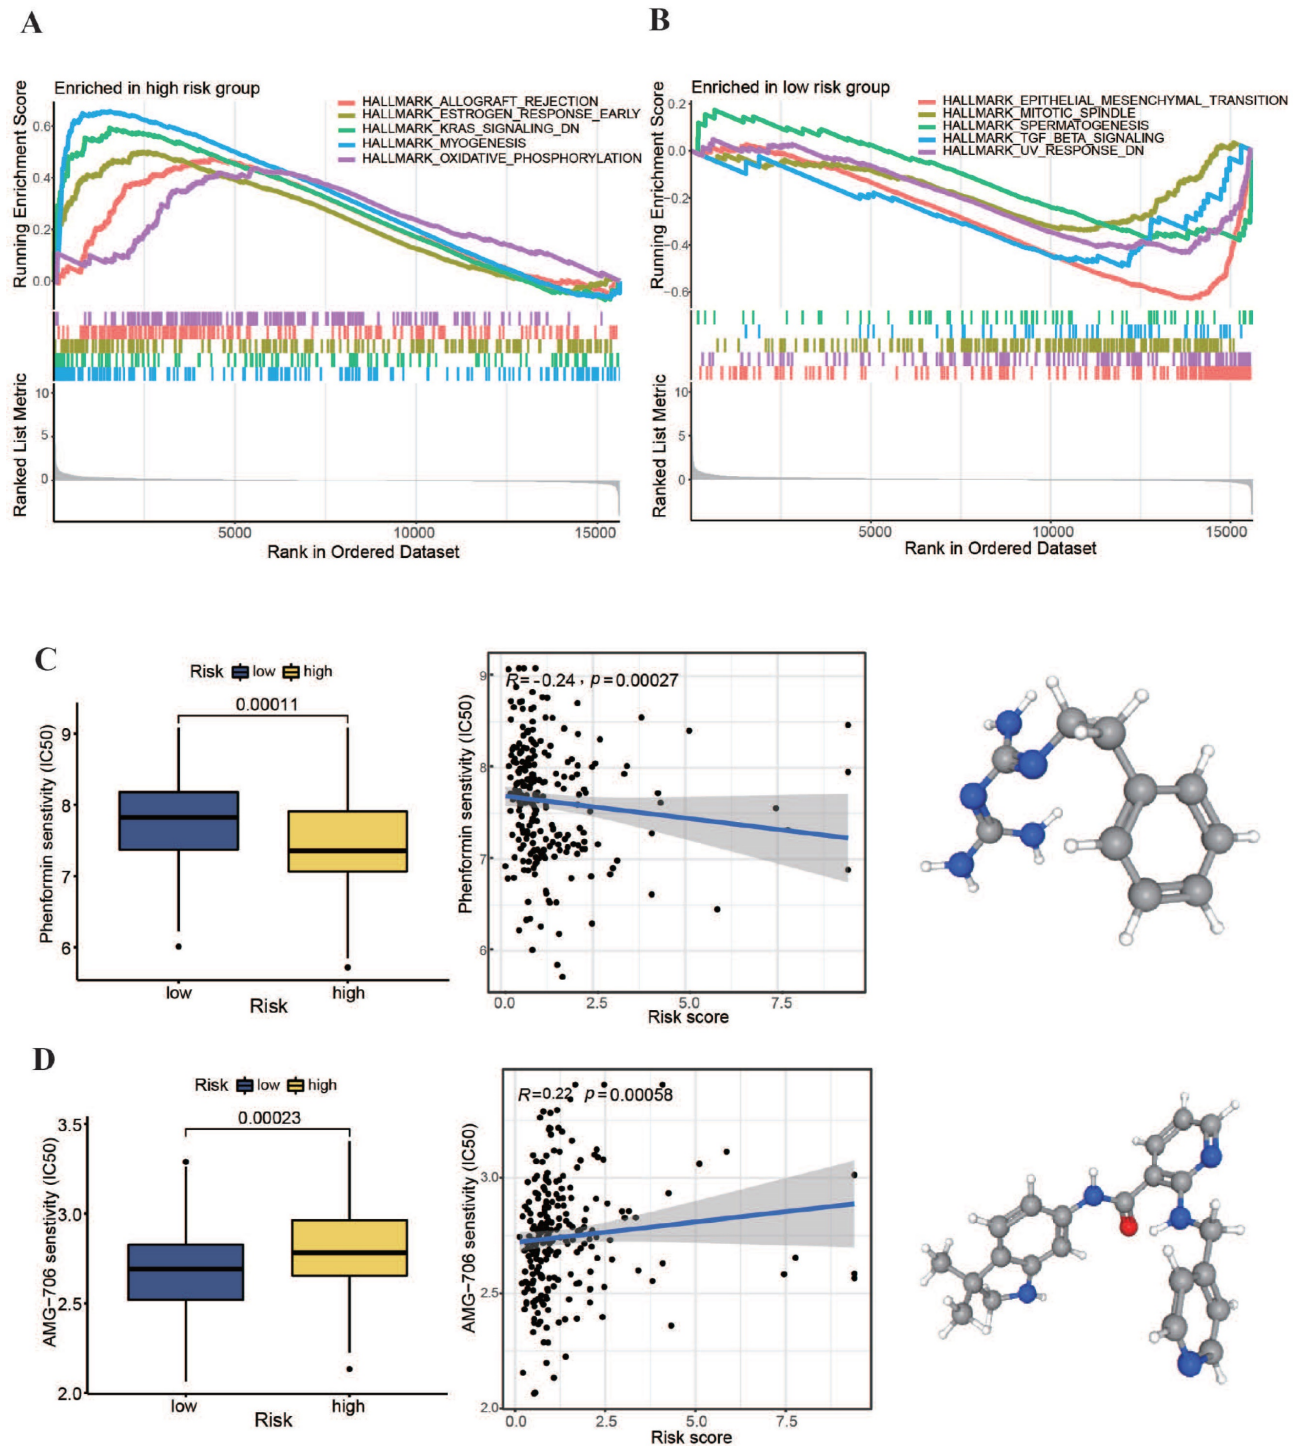 A
B
Enriched in high risk group
HALLMARK_ALLOGRAFT_REJECTION
HALLMARK_ESTROGEN_RESPONSE_EARLY
HALLMARK_KRAS_SIGNALING_DN
HALLMARK_MYOGENESIS
HALLMARK_OXIDATIVE_PHOSPHORYLATION
Running Enrichment Score
0.6
0.4
0.2
0.0
Ranked List Metric
10
5
0
5000 10000 15000
Rank in Ordered Dataset
Enriched in low risk group
HALLMARK_EPITHELIAL_MESENCHYMAL_TRANSITION
HALLMARK_MITOTIC_SPINDLE
HALLMARK_SPERMATOGENESIS
HALLMARK_TGF_BETA_SIGNALING
HALLMARK_UV_RESPONSE_DN
Running Enrichment Score
0.2
0.0
−0.2
−0.4
−0.6
Ranked List Metric
10
5
0
5000 10000 15000
Rank in Ordered Dataset
C
Risk low high
0.00011
Phenformin senstivity (IC50)
9
8
7
6
low high
Risk
R=−0.24 , p=0.00027
Phenformin senstivity (IC50)
9
8
7
6
0.0 2.5 5.0 7.5
Risk score
D
Risk low high
0.00023
AMG−706 senstivity (IC50)
3.5
3.0
2.5
2.0
low high
Risk
R=0.22 p=0.00058
AMG−706 senstivity (IC50)
3.0
2.5
2.0
0.0 2.5 5.0 7.5
Risk score